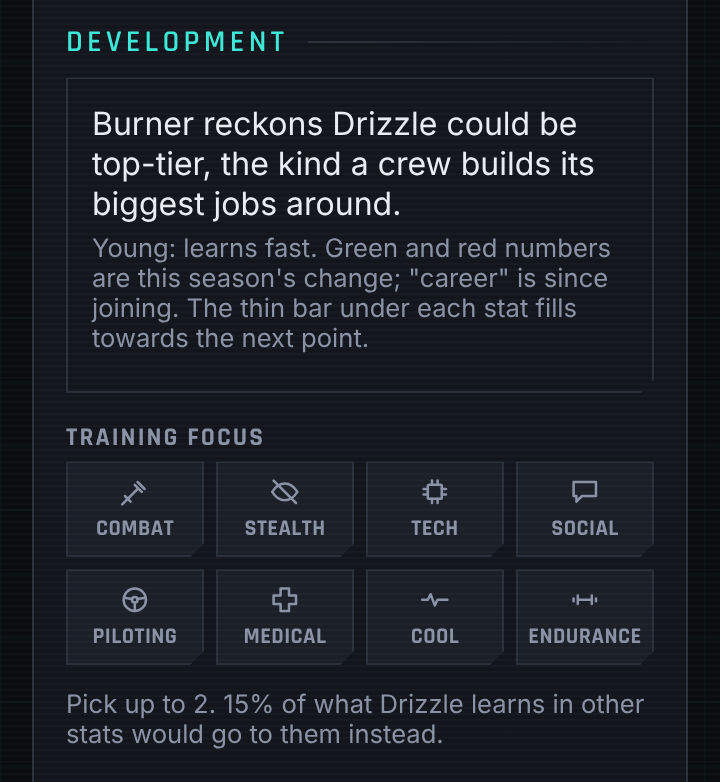 DEVELOPMENT
Burner reckons Drizzle could be
top-tier, the kind a crew builds its
biggest jobs around.
Young: learns fast. Green and red numbers
are this season's change; "career" is since
joining. The thin bar under each stat fills
towards the next point.
TRAINING FOCUS
COMBAT STEALTH TECH SOCIAL
PILOTING MEDICAL COOL ENDURANCE
Pick up to 2. 15% of what Drizzle learns in other
stats would go to them instead.